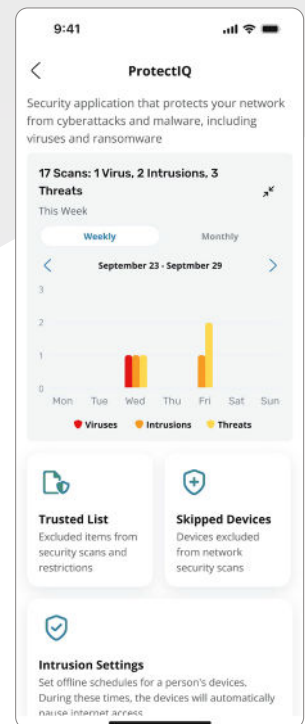 9:41
ProtectIQ
Security application that protects your network
from cyberattacks and malware, including
viruses and ransomware
17 Scans: 1 Virus, 2 Intrusions, 3
Threats
This Week
Weekly Monthly
September 23 - Septmber 29
3
2
1
0
Mon Tue Wed Thu Fri Sat Sun
Viruses Intrusions Threats
Trusted List
Excluded items from
security scans and
restrictions
Skipped Devices
Devices excluded
from network
security scans
Intrusion Settings
Set offline schedules for a person's devices.
During these times, the devices will automatically
pause internet access